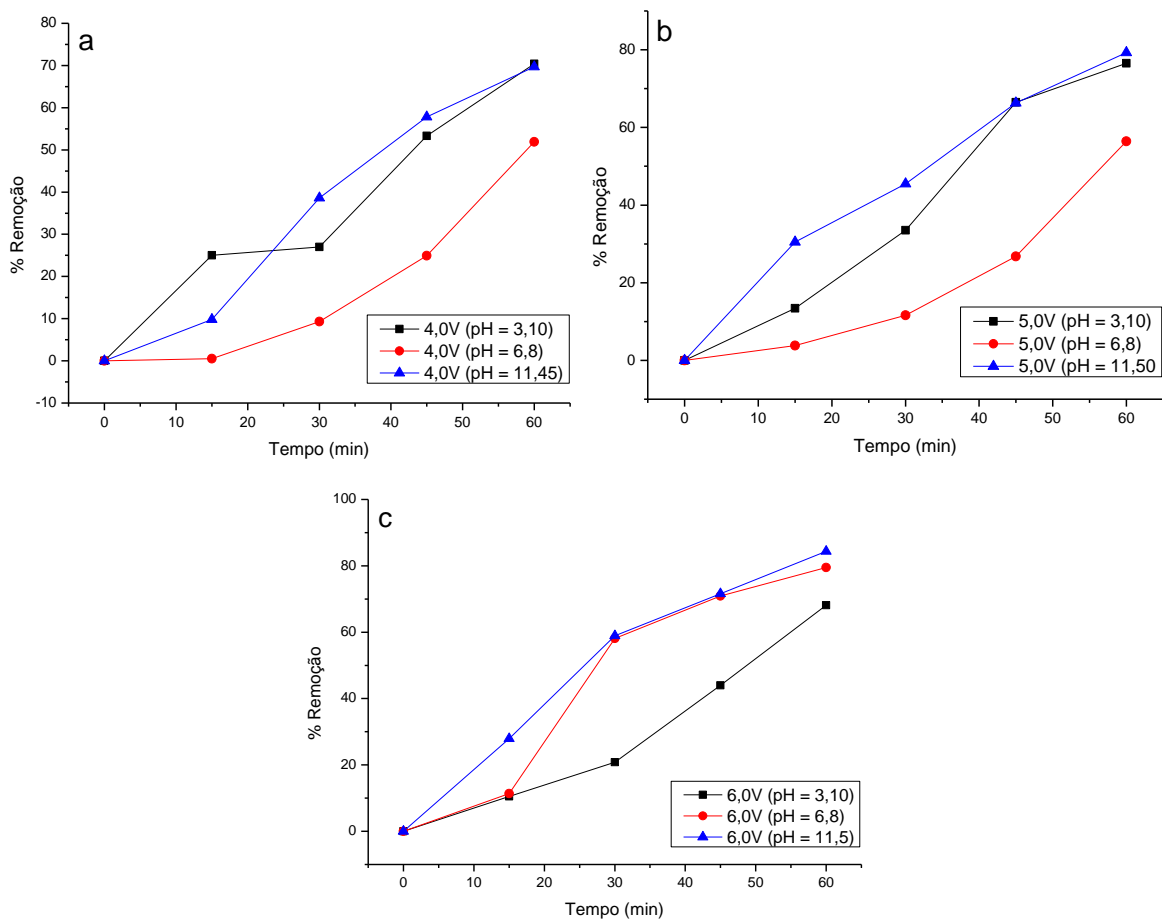 a
80
70
60
50
40
30
20
10
0
-10
% Remoção
0 10 20 30 40 50 60
Tempo (min)
4,0V (pH = 3,10)
4,0V (pH = 6,8)
4,0V (pH = 11,45)
b
80
60
40
20
0
% Remoção
0 10 20 30 40 50 60
Tempo (min)
5,0V (pH = 3,10)
5,0V (pH = 6,8)
5,0V (pH = 11,50
c
100
80
60
40
20
0
% Remoção
0 10 20 30 40 50 60
Tempo (min)
6,0V (pH = 3,10)
6,0V (pH = 6,8)
6,0V (pH = 11,5)